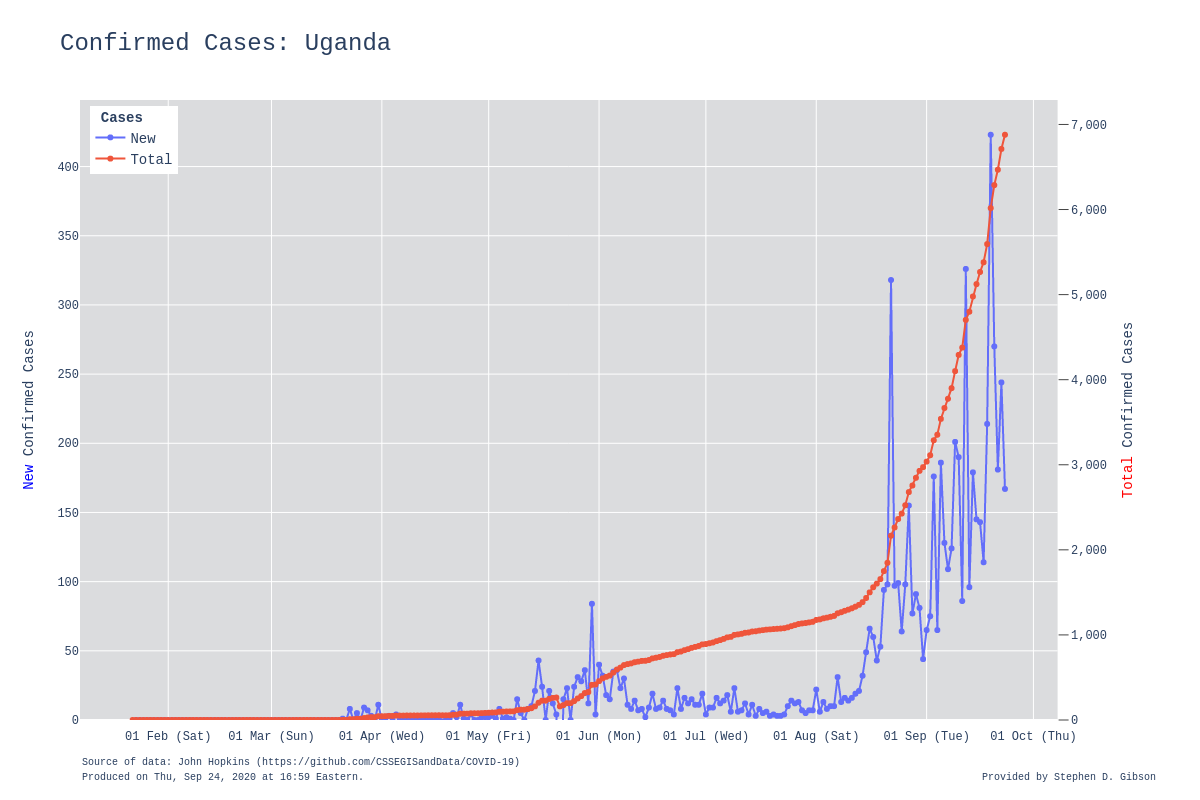 Confirmed Cases: Uganda
Cases
New
Total
400
350
300
250
200
150
100
50
0
7,000
6,000
5,000
4,000
3,000
2,000
1,000
0
New Confirmed Cases
Total Confirmed Cases
01 Feb (Sat) 01 Mar (Sun) 01 Apr (Wed) 01 May (Fri) 01 Jun (Mon) 01 Jul (Wed) 01 Aug (Sat) 01 Sep (Tue) 01 Oct (Thu)
Source of data: John Hopkins (https://github.com/CSSEGISandData/COVID-19)
Produced on Thu, Sep 24, 2020 at 16:59 Eastern.
Provided by Stephen D. Gibson